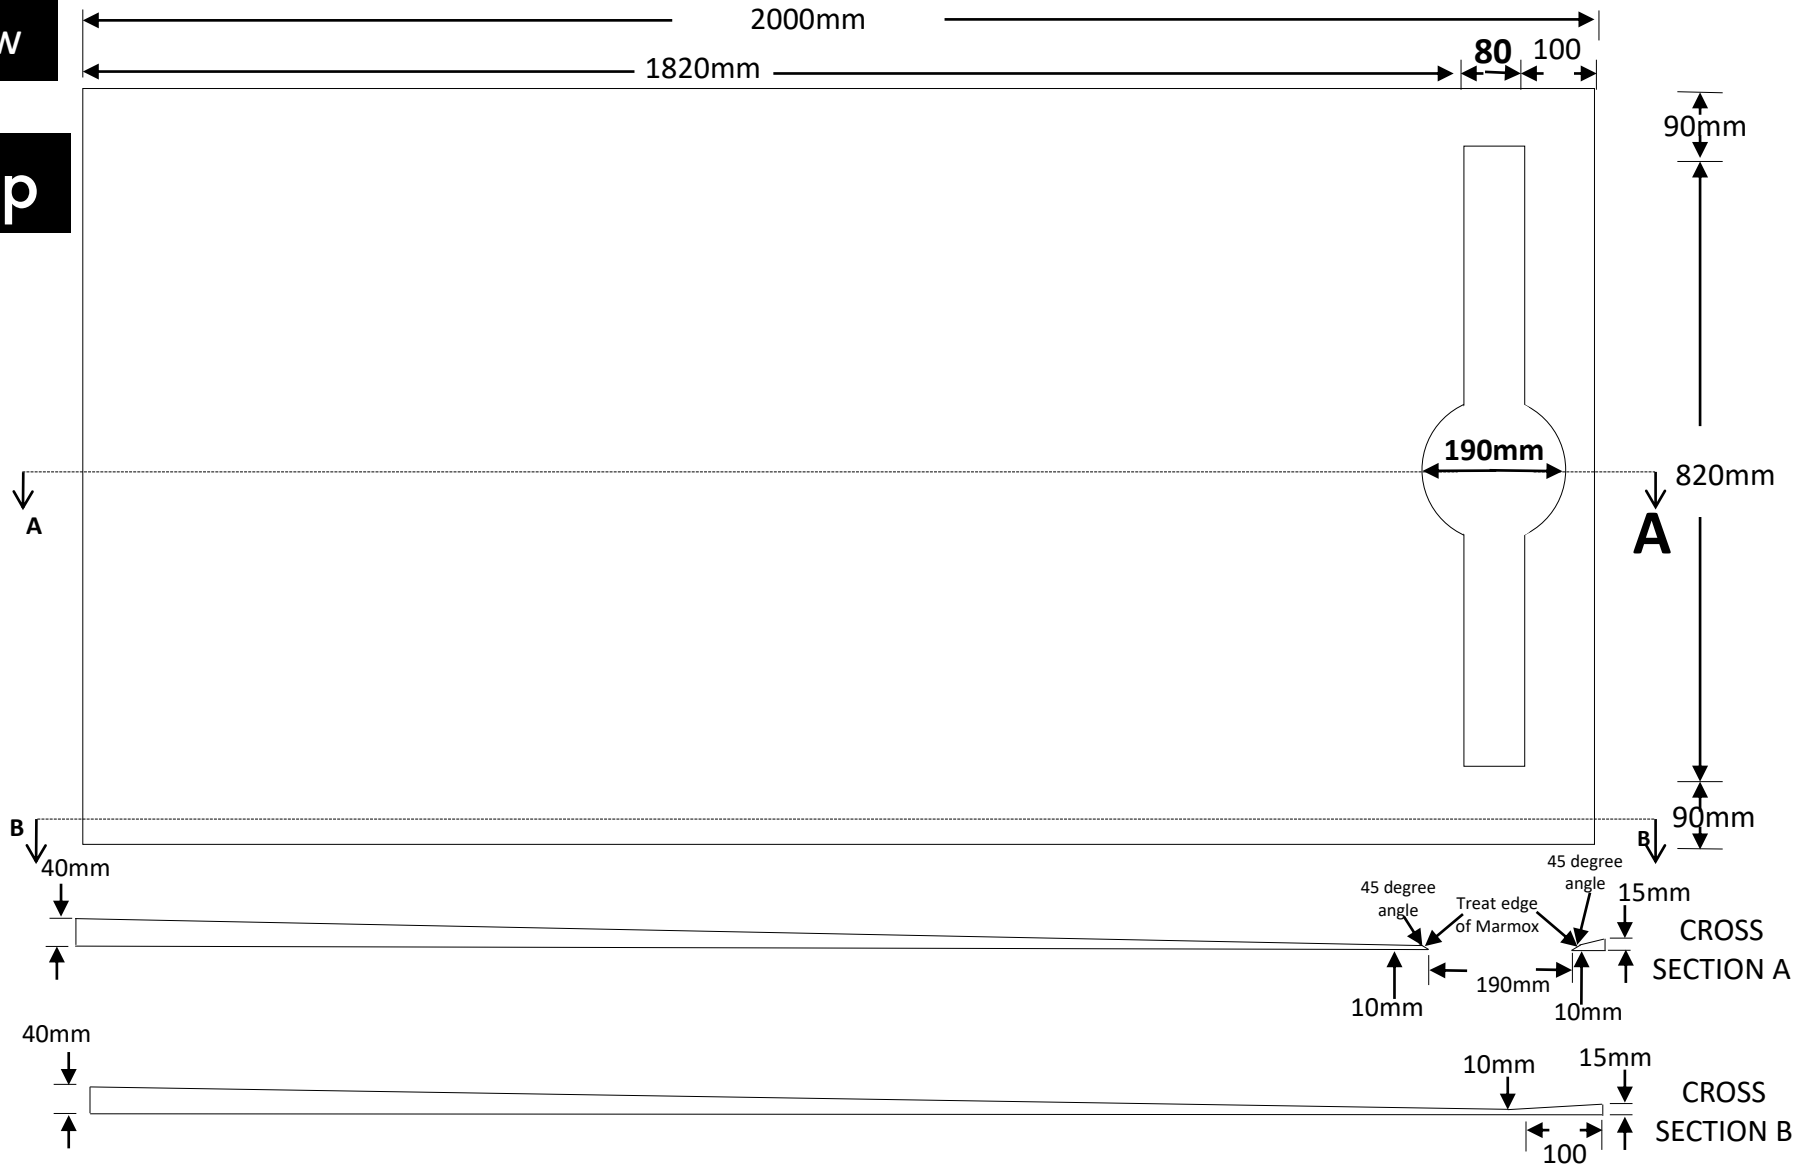 w
2000mm
1820mm
80
100
90mm
p
190mm
820mm
A
A
B
90mm
B
40mm
45 degree
angle
45 degree
angle
Treat edge
of Marmox
15mm
CROSS
SECTION A
190mm
10mm
10mm
40mm
10mm
15mm
CROSS
SECTION B
100